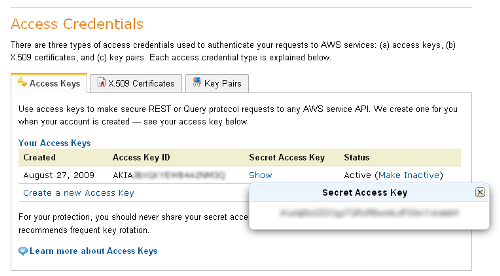 Access Credentials
There are three types of access credentials used to authenticate your requests to AWS services: (a) access keys, (b)
X.509 certificates, and (c) key pairs. Each access credential type is explained below.
Access Keys X.509 Certificates Key Pairs
Use access keys to make secure REST or Query protocol requests to any AWS service API. We create one for you
when your account is created — see your access key below.
Your Access Keys
Created Access Key ID Secret Access Key Status
August 27, 2009 AKIA Show Active (Make Inactive)
Create a new Access Key
Secret Access Key
For your protection, you should never share your secret acce
recommends frequent key rotation.
Learn more about Access Keys